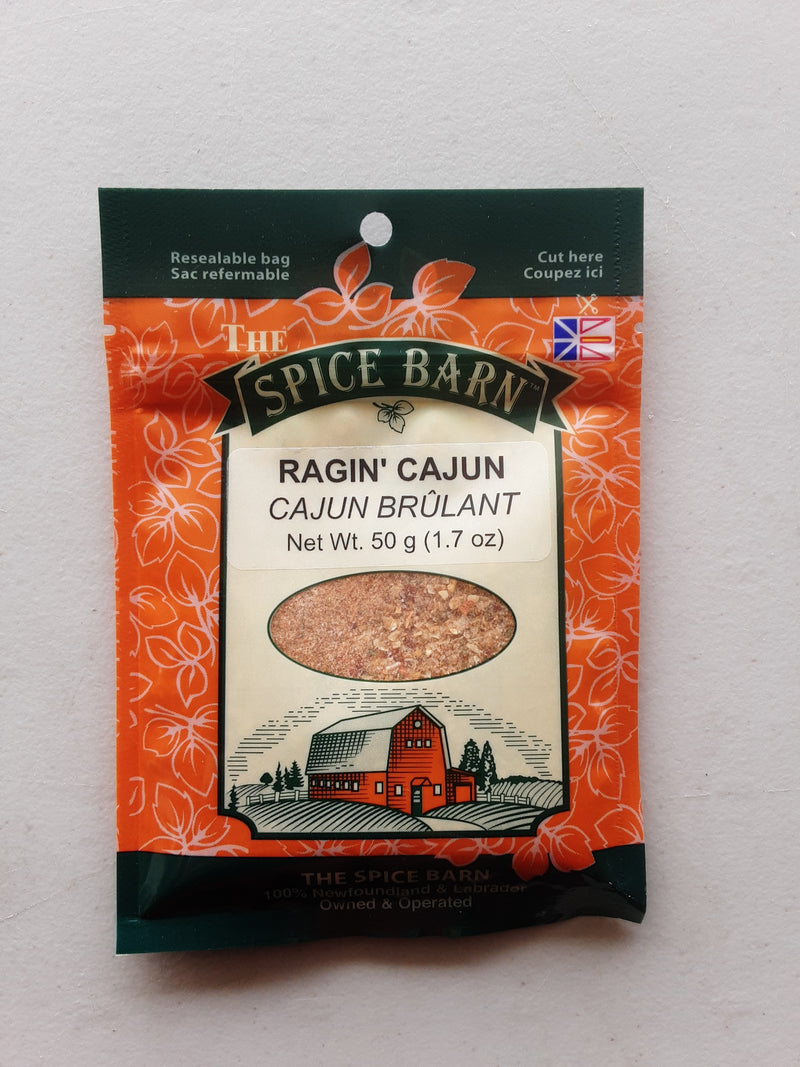 Resealable bag
Sac refermable
Cut here
Coupez ici
THE
SPICE BARN™
RAGIN' CAJUN
CAJUN BRÛLANT
Net Wt. 50 g (1.7 oz)
THE SPICE BARN
100% Newfoundland & Labrador
Owned & Operated